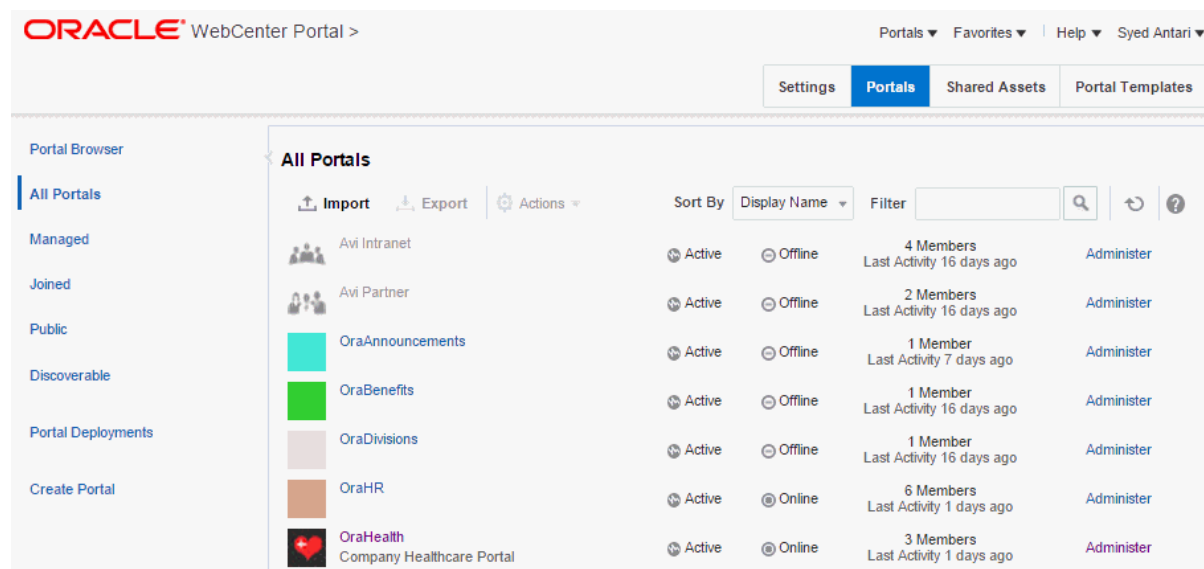 ORACLE® WebCenter Portal >
Portals Favorites Help Syed Antari
Settings Portals Shared Assets Portal Templates
Portal Browser
All Portals
Managed
Joined
Public
Discoverable
Portal Deployments
Create Portal
All Portals
Import Export Actions Sort By Display Name Filter
Avi Intranet Active Offline 4 Members Administer
Last Activity 16 days ago
Avi Partner Active Offline 2 Members Administer
Last Activity 16 days ago
OraAnnouncements Active Offline 1 Member Administer
Last Activity 7 days ago
OraBenefits Active Offline 1 Member Administer
Last Activity 16 days ago
OraDivisions Active Offline 1 Member Administer
Last Activity 16 days ago
OraHR Active Online 6 Members Administer
Last Activity 1 days ago
OraHealth Active Online 3 Members Administer
Company Healthcare Portal Last Activity 1 days ago